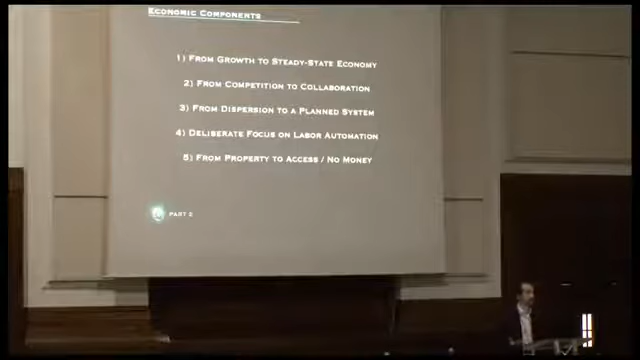 Economic Components
1) From Growth to Steady-State Economy
2) From Competition to Collaboration
3) From Dispersion to a Planned System
4) Deliberate Focus on Labor Automation
5) From Property to Access / No Money
Part 2